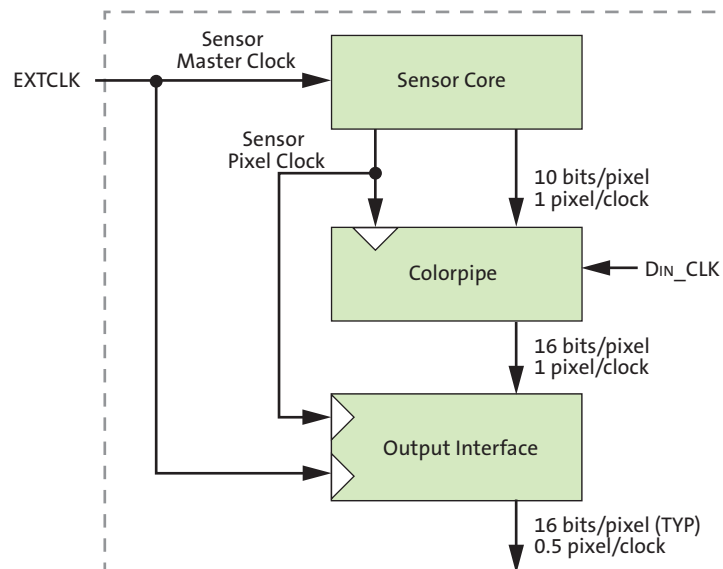 Sensor
Master Clock
EXTCLK
Sensor Core
Sensor
Pixel Clock
10 bits/pixel
1 pixel/clock
Colorpipe
DIN_CLK
16 bits/pixel
1 pixel/clock
Output Interface
16 bits/pixel (TYP)
0.5 pixel/clock